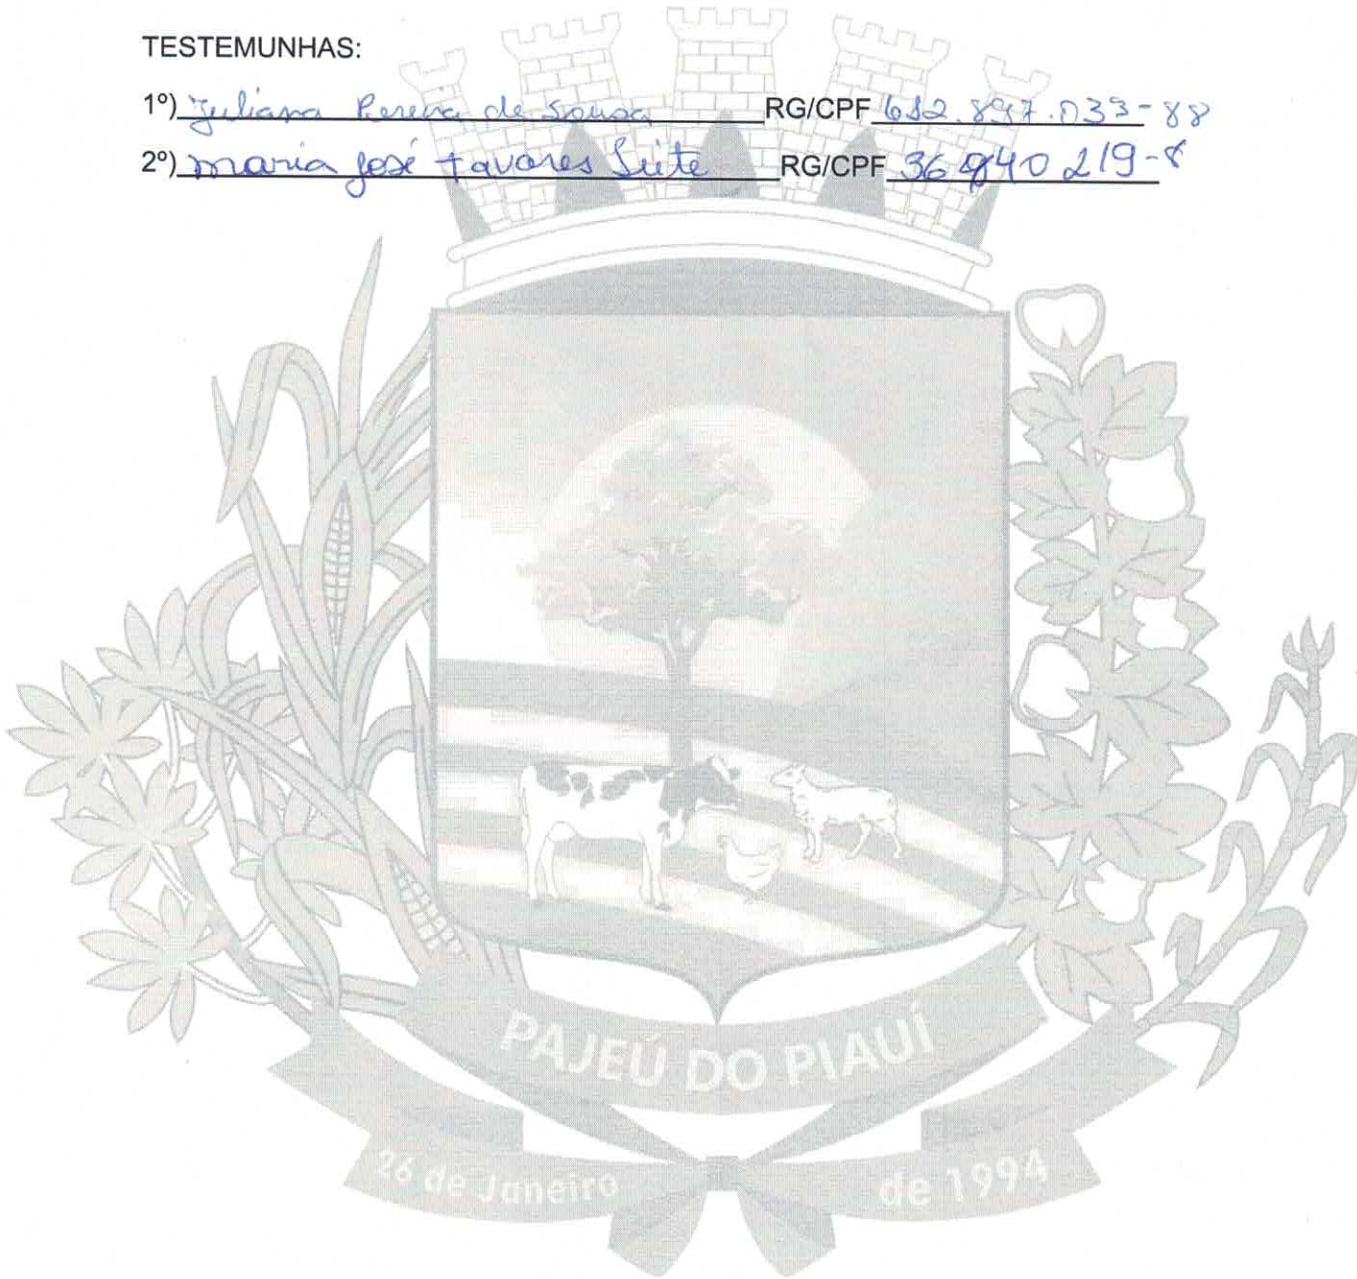 TESTEMUNHAS:
1º) Juliana Pereira de Sousa RG/CPF 612.897.033-88
2º) maria José tavares Leite RG/CPF 36 940 219-8
PAJEÚ DO PIAUÍ
26 de Janeiro de 1994